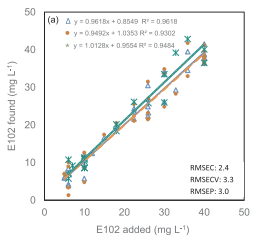 50
(a)
y = 0.9618x + 0.8549 R² = 0.9618
y = 0.9492x + 1.0353 R² = 0.9302
y = 1.0128x + 0.9554 R² = 0.9484
40
30
20
10
0
E102 found (mg L⁻¹)
RMSEC: 2.4
RMSECV: 3.3
RMSEP: 3.0
0 10 20 30 40 50
E102 added (mg L⁻¹)